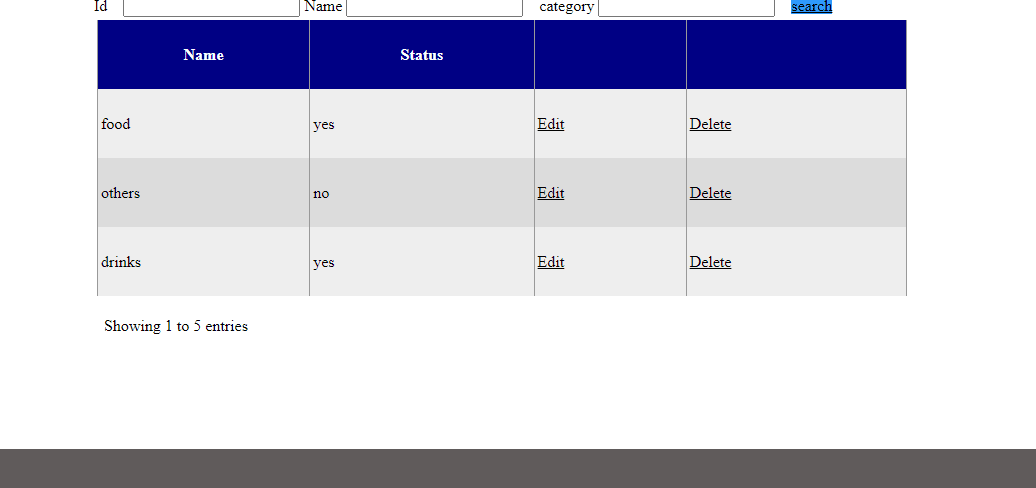 Id Name category search
Name Status
food yes Edit Delete
others no Edit Delete
drinks yes Edit Delete
Showing 1 to 5 entries